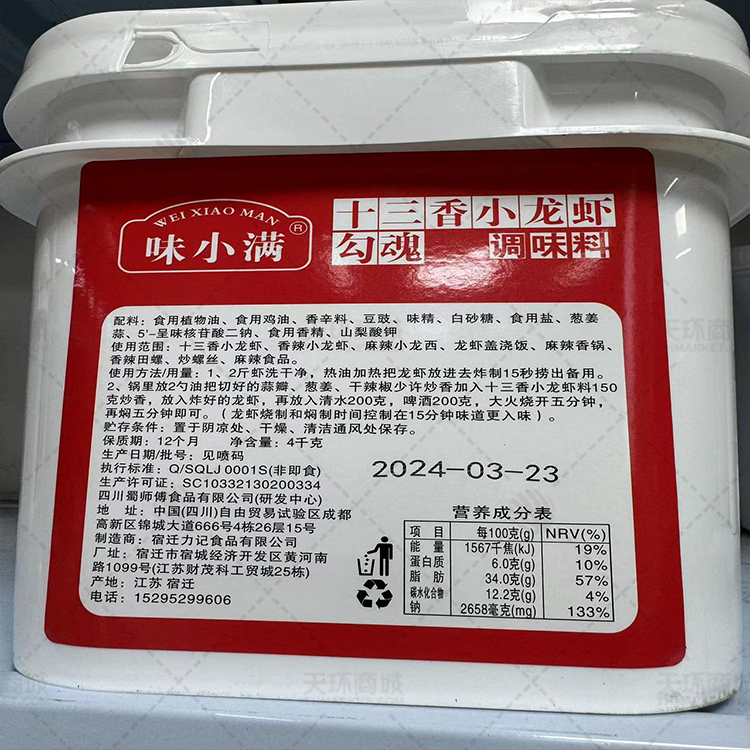 WEI XIAO MAN
味小满®
十三香小龙虾
勾魂 调味料
配料：食用植物油、食用鸡油、香辛料、豆豉、味精、白砂糖、食用盐、葱姜
蒜、5'-呈味核苷酸二钠、食用香精、山梨酸钾
使用范围：十三香小龙虾、香辣小龙虾、麻辣小龙西、龙虾盖浇饭、麻辣香锅、
香辣田螺、炒螺丝、麻辣食品。
使用方法/用量：1、2斤虾洗干净，热油加热把龙虾放进去炸制15秒捞出备用。
2、锅里放2勺油把切好的蒜瓣、葱姜、干辣椒少许炒香加入十三香小龙虾料150
克炒香，放入炸好的龙虾，再放入清水200克，啤酒200克，大火烧开五分钟，
再焖五分钟即可。（龙虾烧制和焖制时间控制在15分钟味道更入味）。
贮存条件：置于阴凉处、干燥、清洁通风处保存。
保质期：12个月 净含量：4千克
生产日期/批号：见喷码
2024-03-23
执行标准：Q/SQLJ 0001S(非即食)
生产许可证：SC10332130200334
四川蜀师傅食品有限公司(研发中心)
地 址：中国(四川)自由贸易试验区成都
高新区锦城大道666号4栋26层15号
制造商：宿迁力记食品有限公司
厂址：宿迁市宿城经济开发区黄河南
路1099号(江苏财茂科工贸城25栋)
产地：江苏 宿迁
电话：15295299606
营养成分表
项 目 每100克(g) NRV(%)
能 量 1567千焦(kJ) 19%
蛋白质 6.0克(g) 10%
脂 肪 34.0克(g) 57%
碳水化合物 12.2克(g) 4%
钠 2658毫克(mg) 133%
天环商城
天环商城
天环商城